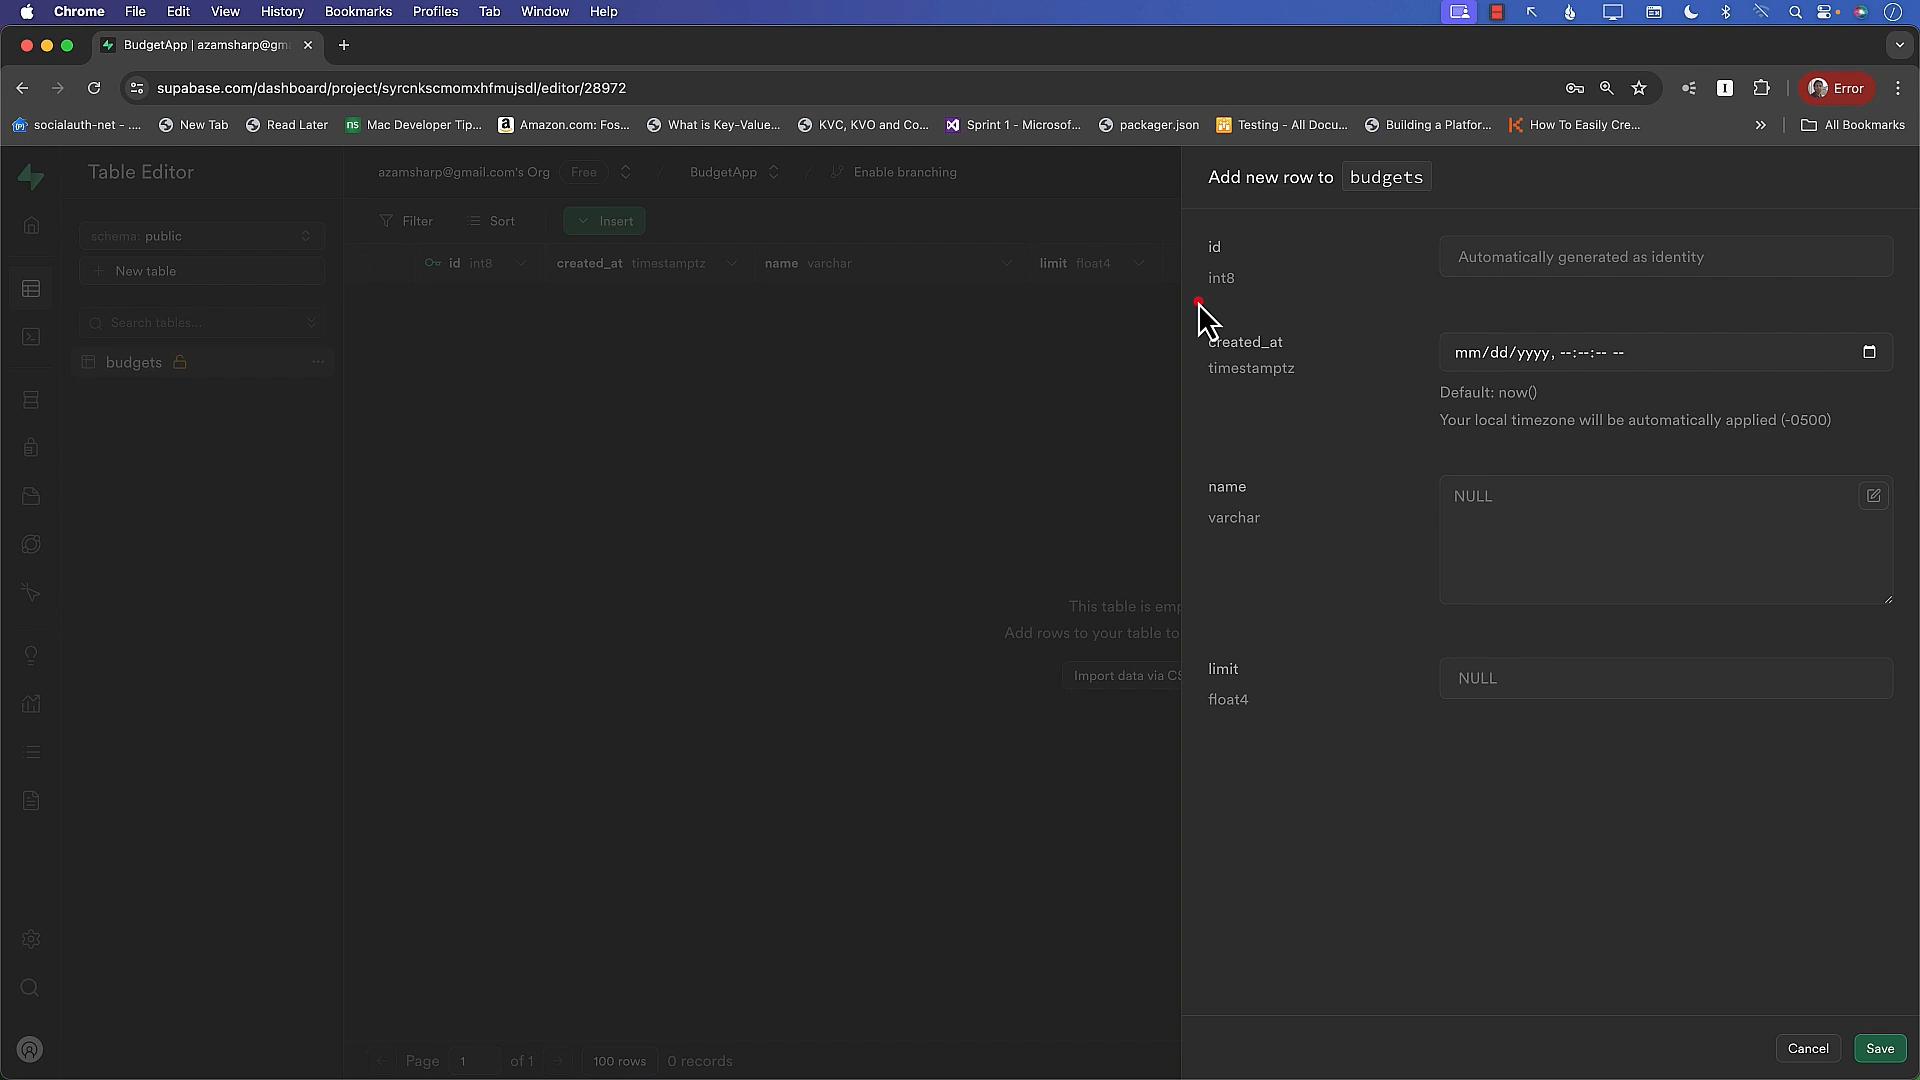 Chrome File Edit View History Bookmarks Profiles Tab Window Help
BudgetApp | azamsharp@gm
supabase.com/dashboard/project/syrcnkscmomxhfmujsdl/editor/28972
Error
socialauth-net - .... New Tab Read Later Mac Developer Tip... Amazon.com: Fos... What is Key-Value... KVC, KVO and Co... Sprint 1 - Microsof... packager.json Testing - All Docu... Building a Platfor... How To Easily Cre... All Bookmarks
Table Editor
azamsharp@gmail.com's Org Free / BudgetApp / Enable branching
Add new row to budgets
Filter Sort Insert
schema: public
New table
id int8 created_at timestamptz name varchar limit float4
Search tables...
budgets
id
int8
Automatically generated as identity
created_at
timestamptz
mm/dd/yyyy, --:--:-- --
Default: now()
Your local timezone will be automatically applied (-0500)
name
varchar
NULL
This table is emp
Add rows to your table to
Import data via CS
limit
float4
NULL
Page 1 of 1 100 rows 0 records
Cancel Save